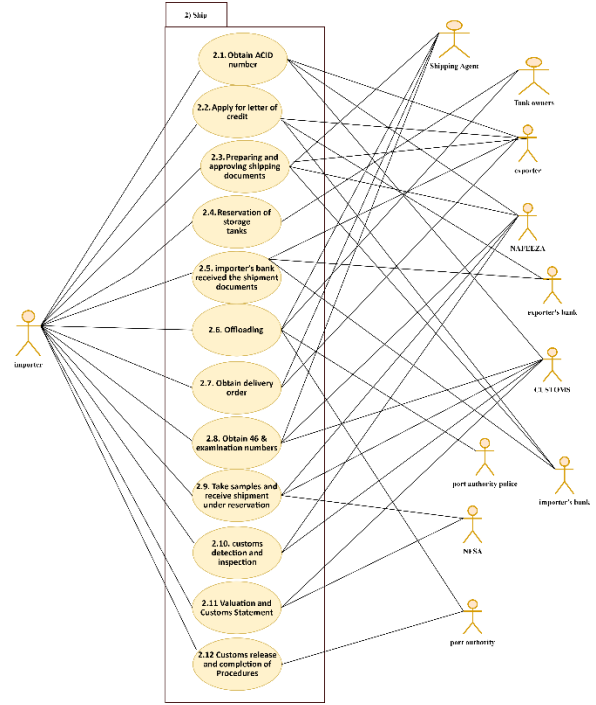 2) Ship
2.1. Obtain ACID
number
2.2. Apply for letter of
credit
2.3. Preparing and
approving shipping
documents
2.4. Reservation of
storage
tanks
2.5. importer's bank
received the shipment
documents
2.6. Offloading
2.7. Obtain delivery
order
2.8. Obtain 46 &
examination numbers
2.9. Take samples and
receive shipment
under reservation
2.10. customs
detection and
inspection
2.11 Valuation and
Customs Statement
2.12 Customs release
and completion of
Procedures
importer
Shipping Agent
Tank owners
exporter
NAFEEZA
exporter's bank
CUSTOMS
port authority police
importer's bank
NFSA
port authority